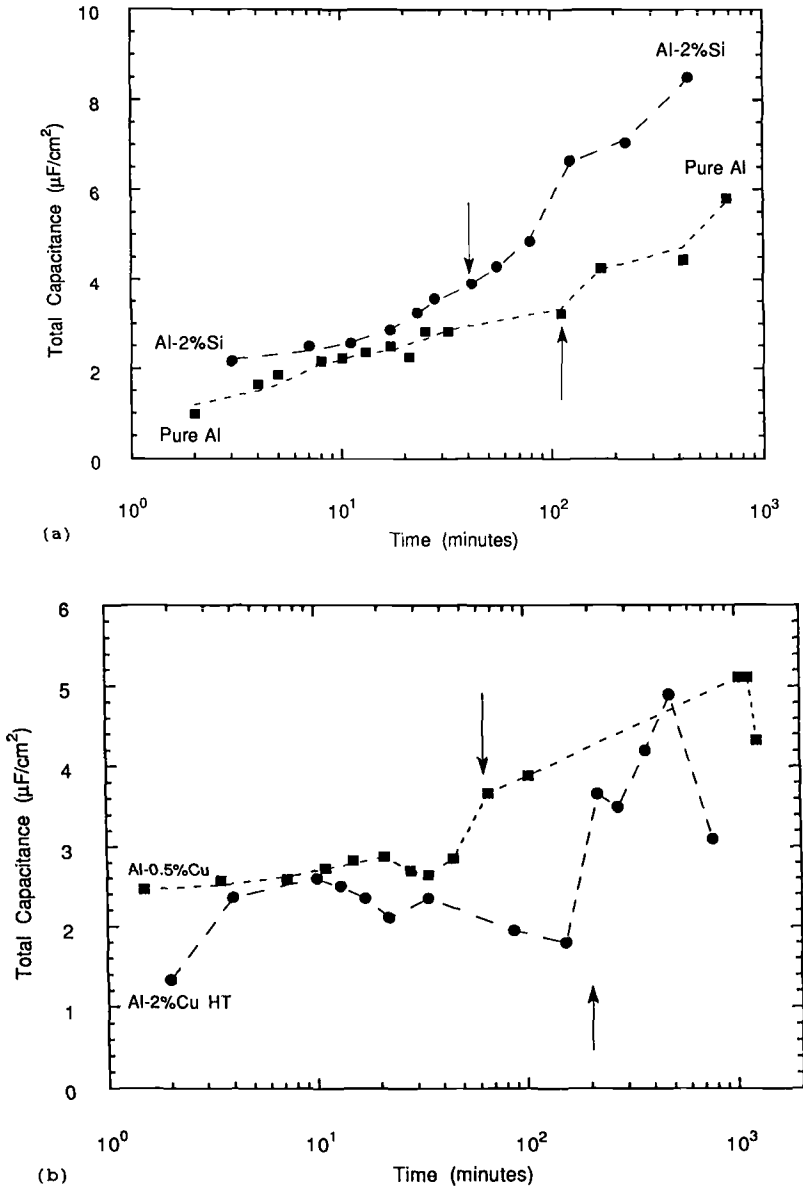 10
8
6
4
2
0
Total Capacitance (µF/cm²)
Al-2%Si
Pure Al
Al-2%Si
Pure Al
10⁰
10¹
10²
10³
Time (minutes)
(a)
6
5
4
3
2
1
0
Total Capacitance (µF/cm²)
Al-0.5%Cu
Al-2%Cu HT
10⁰
10¹
10²
10³
Time (minutes)
(b)